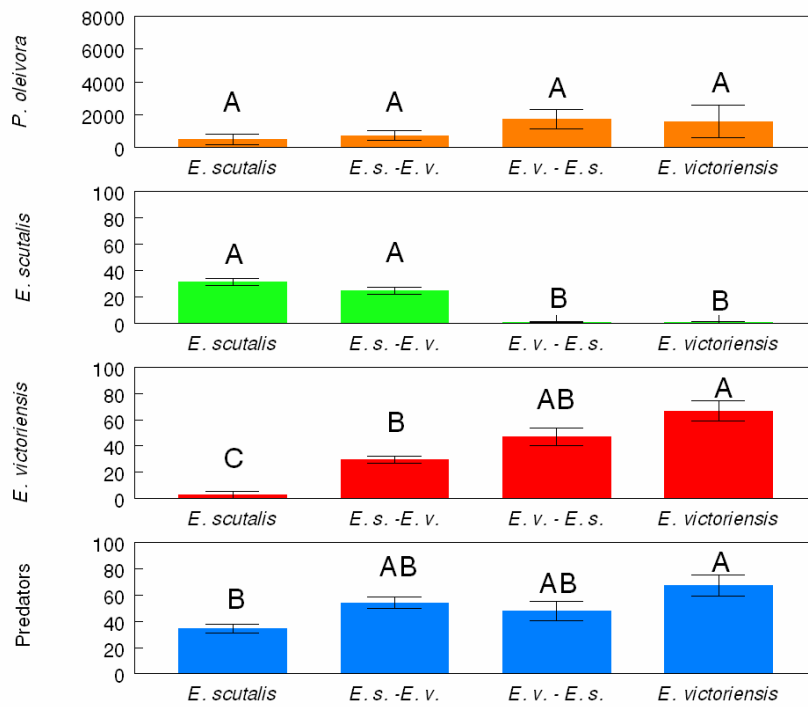 P. oleivora
8000
6000
4000
2000
0
A A A A
E. scutalis E. s. -E. v. E. v. - E. s. E. victoriensis
E. scutalis
100
80
60
40
20
0
A A B B
E. scutalis E. s. -E. v. E. v. - E. s. E. victoriensis
E. victoriensis
100
80
60
40
20
0
C B AB A
E. scutalis E. s. -E. v. E. v. - E. s. E. victoriensis
Predators
100
80
60
40
20
0
B AB AB A
E. scutalis E. s. -E. v. E. v. - E. s. E. victoriensis